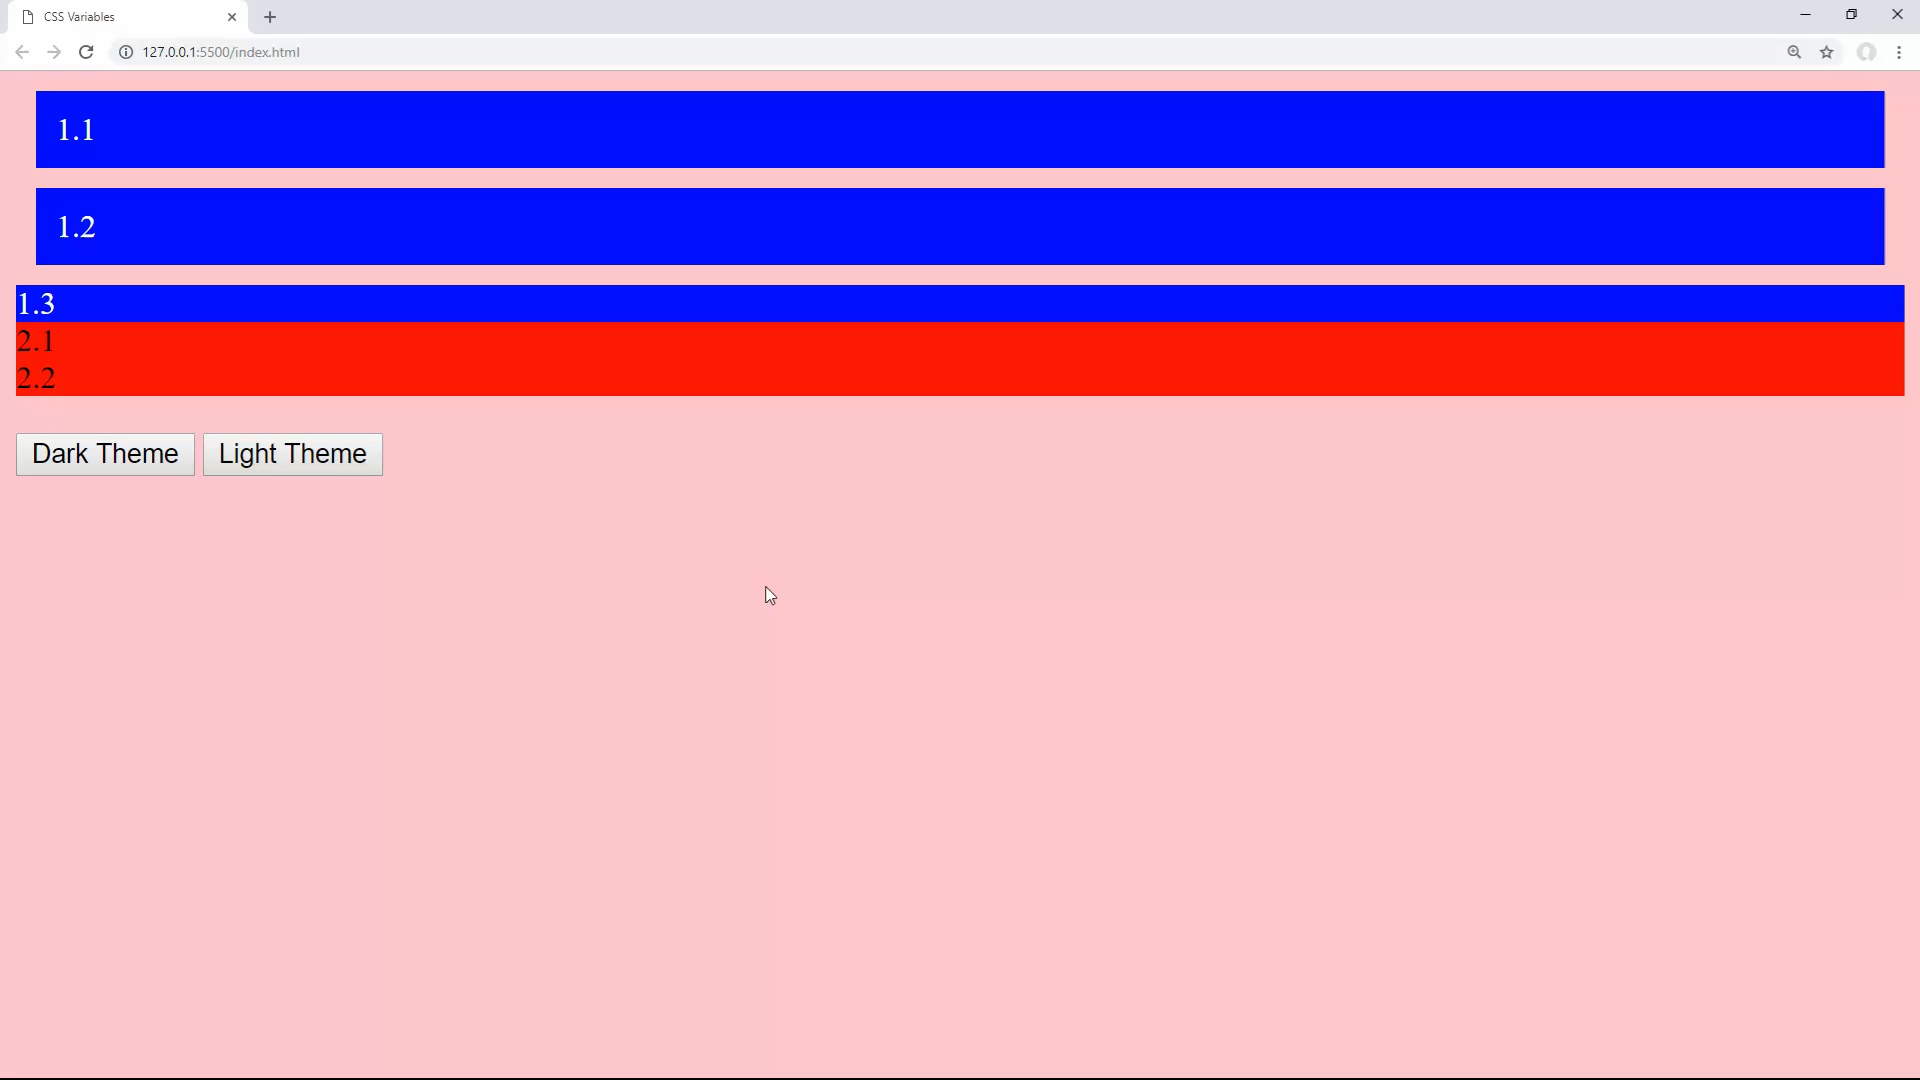 CSS Variables
127.0.0.1:5500/index.html
1.1
1.2
1.3
2.1
2.2
Dark Theme Light Theme